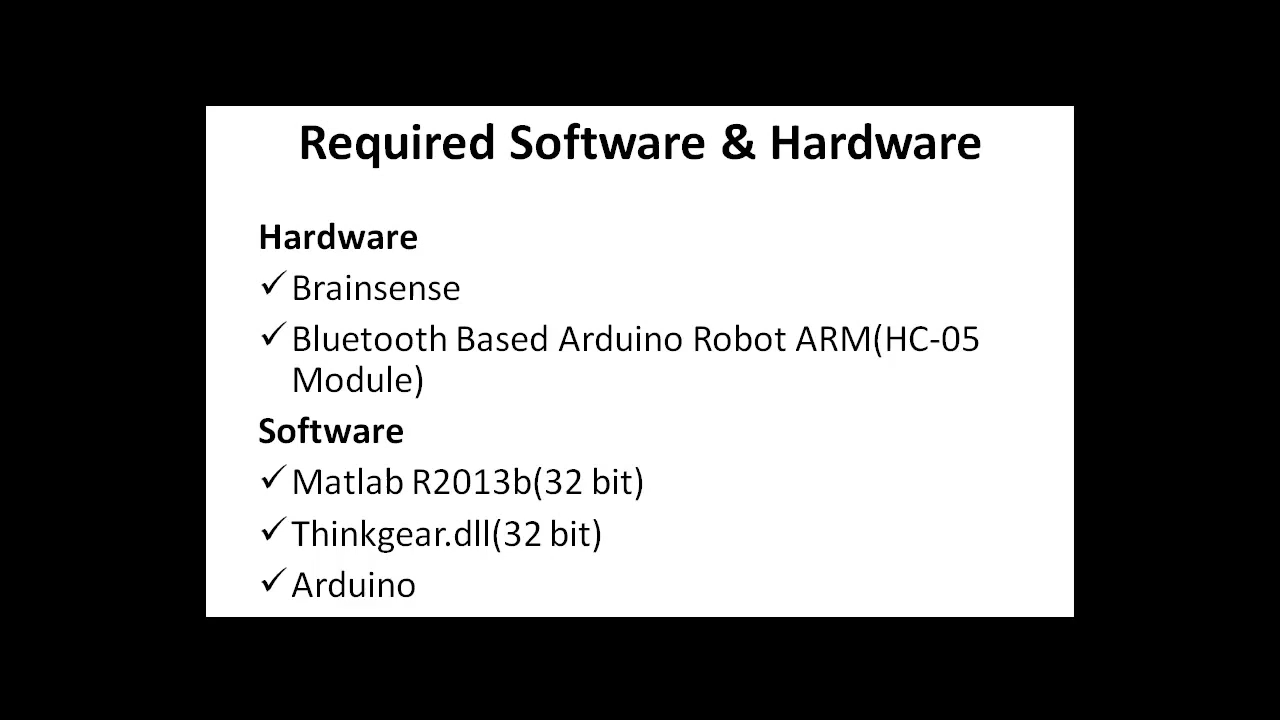 Required Software & Hardware
Hardware
✓ Brainsense
✓ Bluetooth Based Arduino Robot ARM(HC-05
Module)
Software
✓ Matlab R2013b(32 bit)
✓ Thinkgear.dll(32 bit)
✓ Arduino